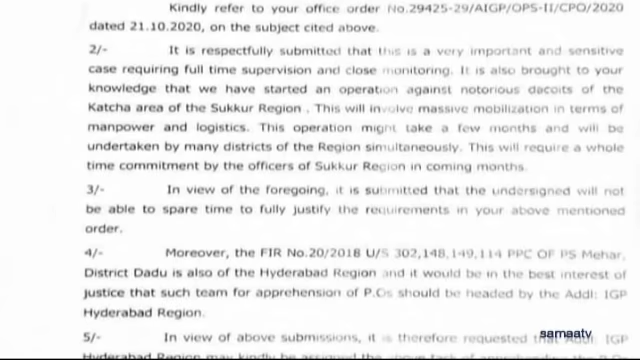 Kindly refer to your office order No.29425-29/AIGP/OPS-II/CPO/2020
dated 21.10.2020, on the subject cited above.
2/- It is respectfully submitted that this is a very important and sensitive
case requiring full time supervision and close monitoring. It is also brought to your
knowledge that we have started an operation against notorious dacoits of the
Katcha area of the Sukkur Region . This will involve massive mobilization in terms of
manpower and logistics. This operation might take a few months and will be
undertaken by many districts of the Region simultaneously. This will require a whole
time commitment by the officers of Sukkur Region in coming months.
3/- In view of the foregoing, it is submitted that the undersigned will not
be able to spare time to fully justify the requirements in your above mentioned
order.
4/- Moreover, the FIR No.20/2018 U/S 302,148,149,114 PPC OF PS Mehar,
District Dadu is also of the Hyderabad Region and it would be in the best interest of
justice that such team for apprehension of P.Os should be headed by the Addl: IGP
Hyderabad Region.
samaatv
5/- In view of above submissions, it is therefore requested that Addl: IGP
Hyderabad Region may kindly be assigned the above